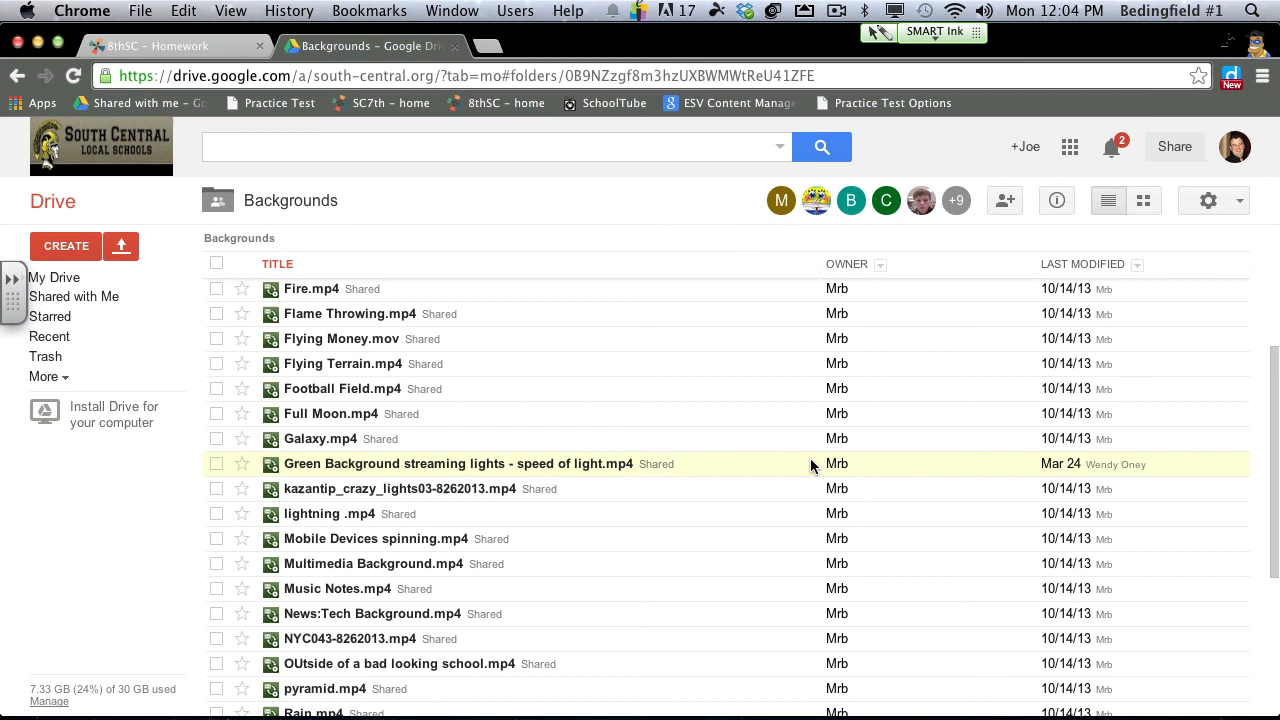 Chrome File Edit View History Bookmarks Window Users Help 17 Mon 12:04 PM Bedingfield #1
SMART Ink
8thSC – Homework
Backgrounds – Google Dri
https://drive.google.com/a/south-central.org/?tab=mo#folders/0B9NZzgf8m3hzUXBWMWtReU41ZFE
New
Apps Shared with me – Go Practice Test SC7th – home 8thSC – home SchoolTube ESV Content Manage Practice Test Options
SOUTH CENTRAL
LOCAL SCHOOLS
+Joe 2 Share
Drive
Backgrounds
M B C +9
CREATE
My Drive
Shared with Me
Starred
Recent
Trash
More
Install Drive for
your computer
7.33 GB (24%) of 30 GB used
Manage
Backgrounds
TITLE OWNER LAST MODIFIED
Fire.mp4 Shared Mrb 10/14/13 Mrb
Flame Throwing.mp4 Shared Mrb 10/14/13 Mrb
Flying Money.mov Shared Mrb 10/14/13 Mrb
Flying Terrain.mp4 Shared Mrb 10/14/13 Mrb
Football Field.mp4 Shared Mrb 10/14/13 Mrb
Full Moon.mp4 Shared Mrb 10/14/13 Mrb
Galaxy.mp4 Shared Mrb 10/14/13 Mrb
Green Background streaming lights - speed of light.mp4 Shared Mrb Mar 24 Wendy Oney
kazantip_crazy_lights03-8262013.mp4 Shared Mrb 10/14/13 Mrb
lightning .mp4 Shared Mrb 10/14/13 Mrb
Mobile Devices spinning.mp4 Shared Mrb 10/14/13 Mrb
Multimedia Background.mp4 Shared Mrb 10/14/13 Mrb
Music Notes.mp4 Shared Mrb 10/14/13 Mrb
News:Tech Background.mp4 Shared Mrb 10/14/13 Mrb
NYC043-8262013.mp4 Shared Mrb 10/14/13 Mrb
OUtside of a bad looking school.mp4 Shared Mrb 10/14/13 Mrb
pyramid.mp4 Shared Mrb 10/14/13 Mrb
Rain.mp4 Shared Mrb 10/14/13 Mrb